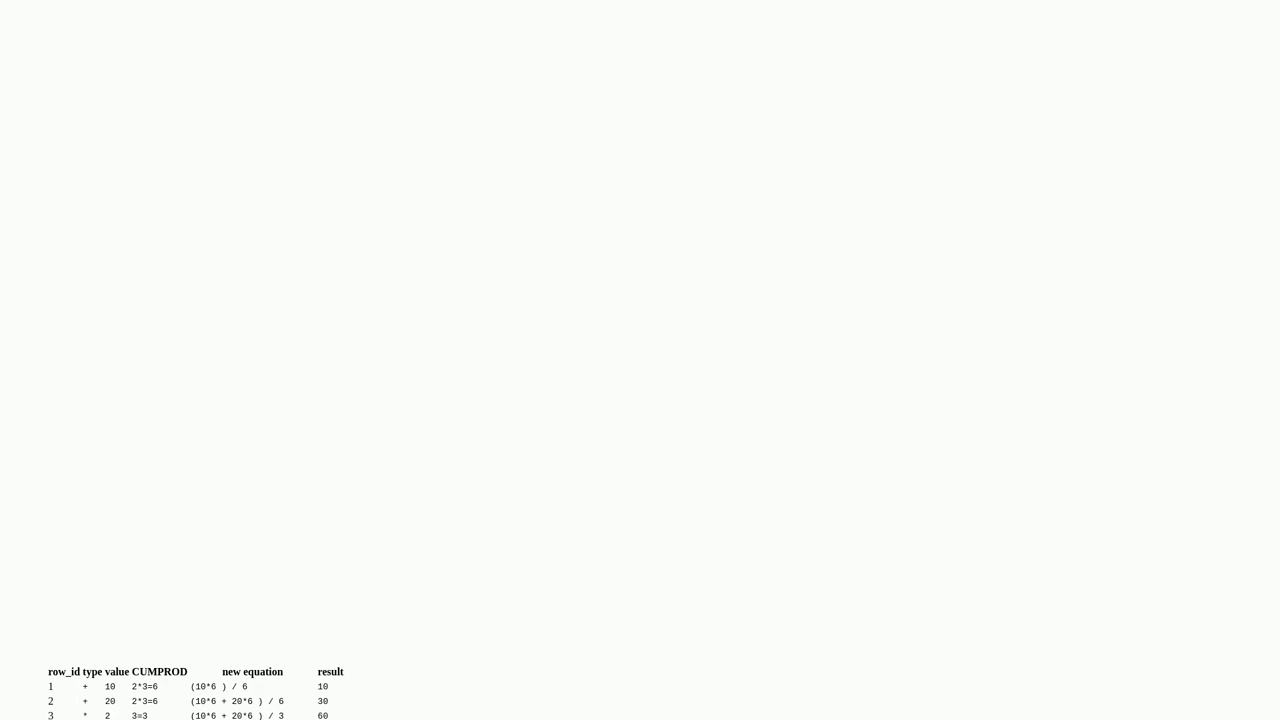 row_id type value CUMPROD new equation result
1 + 10 2*3=6 (10*6 ) / 6 10
2 + 20 2*3=6 (10*6 + 20*6 ) / 6 30
3 * 2 3=3 (10*6 + 20*6 ) / 3 60